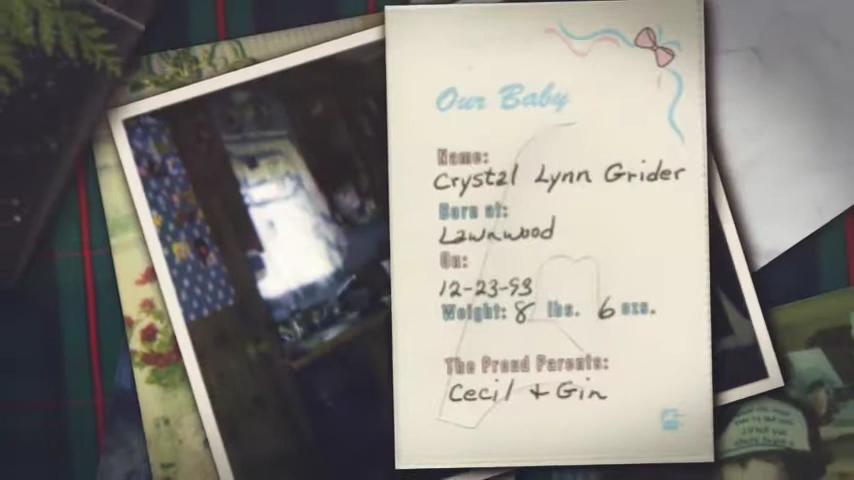 Our Baby
Name:
Crystal Lynn Grider
Born at:
Lawnwood
On:
12-23-93
Weight: 8 lbs. 6 ozs.
The Proud Parents:
Cecil + Gin